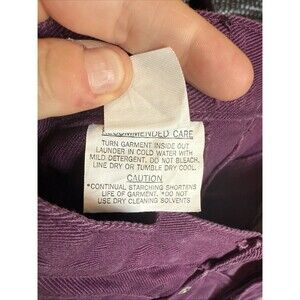 RECOMMENDED CARE
TURN GARMENT INSIDE OUT
LAUNDER IN COLD WATER WITH
MILD DETERGENT. DO NOT BLEACH.
LINE DRY OR TUMBLE DRY COOL.
CAUTION
*CONTINUAL STARCHING SHORTENS
LIFE OF GARMENT. *DO NOT
USE DRY CLEANING SOLVENTS